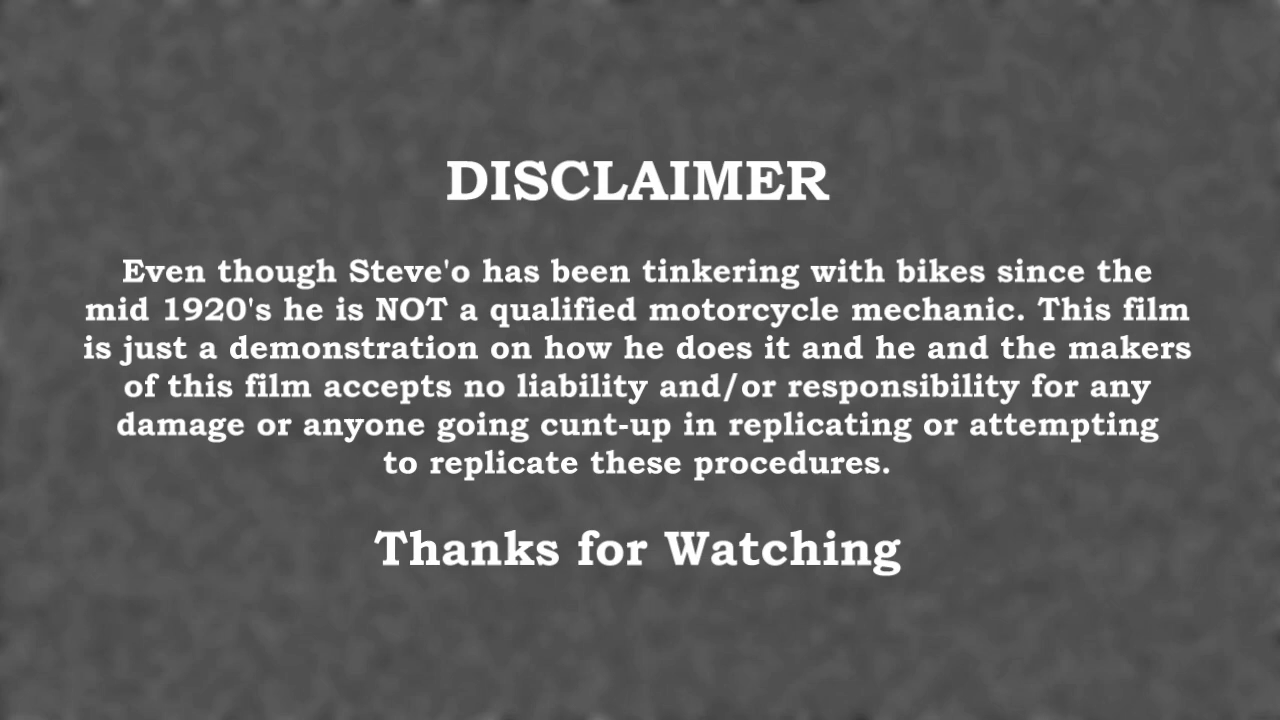 DISCLAIMER
Even though Steve'o has been tinkering with bikes since the
mid 1920's he is NOT a qualified motorcycle mechanic. This film
is just a demonstration on how he does it and he and the makers
of this film accepts no liability and/or responsibility for any
damage or anyone going cunt-up in replicating or attempting
to replicate these procedures.
Thanks for Watching